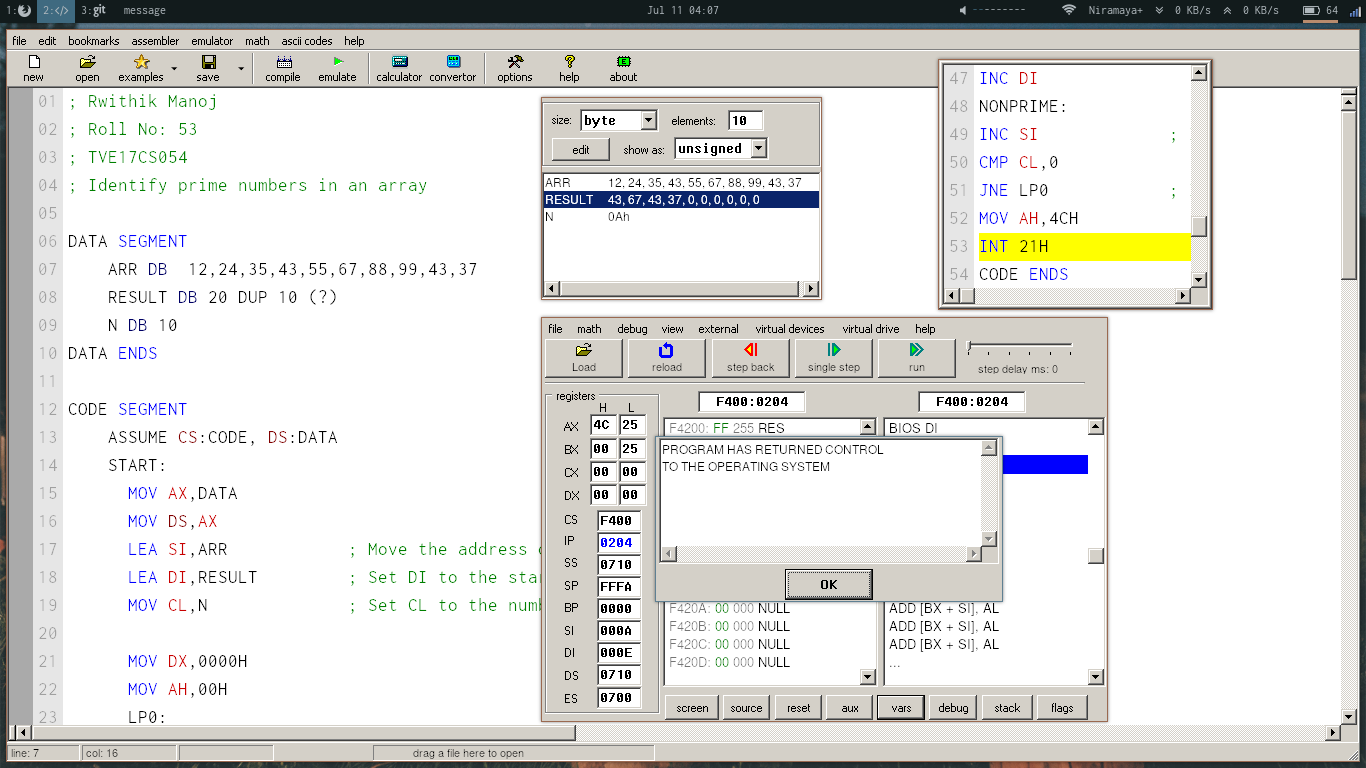 1: 2:</> 3:git message
Jul 11 04:07
Niramaya+ 0 KB/s 0 KB/s 64
file edit bookmarks assembler emulator math ascii codes help
new open examples save compile emulate calculator convertor options help about
01 ; Rwithik Manoj
02 ; Roll No: 53
03 ; TVE17CS054
04 ; Identify prime numbers in an array
05
06 DATA SEGMENT
07 ARR DB 12,24,35,43,55,67,88,99,43,37
08 RESULT DB 20 DUP 10 (?)
09 N DB 10
10 DATA ENDS
11
12 CODE SEGMENT
13 ASSUME CS:CODE, DS:DATA
14 START:
15 MOV AX,DATA
16 MOV DS,AX
17 LEA SI,ARR ; Move the address
18 LEA DI,RESULT ; Set DI to the
19 MOV CL,N ; Set CL to the
20
21 MOV DX,0000H
22 MOV AH,00H
23 LP0:
size: byte elements: 10
edit show as: unsigned
ARR 12, 24, 35, 43, 55, 67, 88, 99, 43, 37
RESULT 43, 67, 43, 37, 0, 0, 0, 0, 0, 0
N 0Ah
47 INC DI
48 NONPRIME:
49 INC SI ;
50 CMP CL,0
51 JNE LP0 ;
52 MOV AH,4CH
53 INT 21H
54 CODE ENDS
file math debug view external virtual devices virtual drive help
Load reload step back single step run step delay ms: 0
registers
H L
AX 4C 25
BX 00 25
CX 00 00
DX 00 00
CS F400
IP 0204
SS 0710
SP FFFA
BP 0000
SI 000A
DI 000E
DS 0710
ES 0700
F400:0204 F400:0204
F4200: FF 255 RES BIOS DI
PROGRAM HAS RETURNED CONTROL
TO THE OPERATING SYSTEM
OK
F420A: 00 000 NULL ADD [BX + SI], AL
F420B: 00 000 NULL ADD [BX + SI], AL
F420C: 00 000 NULL ADD [BX + SI], AL
F420D: 00 000 NULL ...
screen source reset aux vars debug stack flags
line: 7 col: 16 drag a file here to open